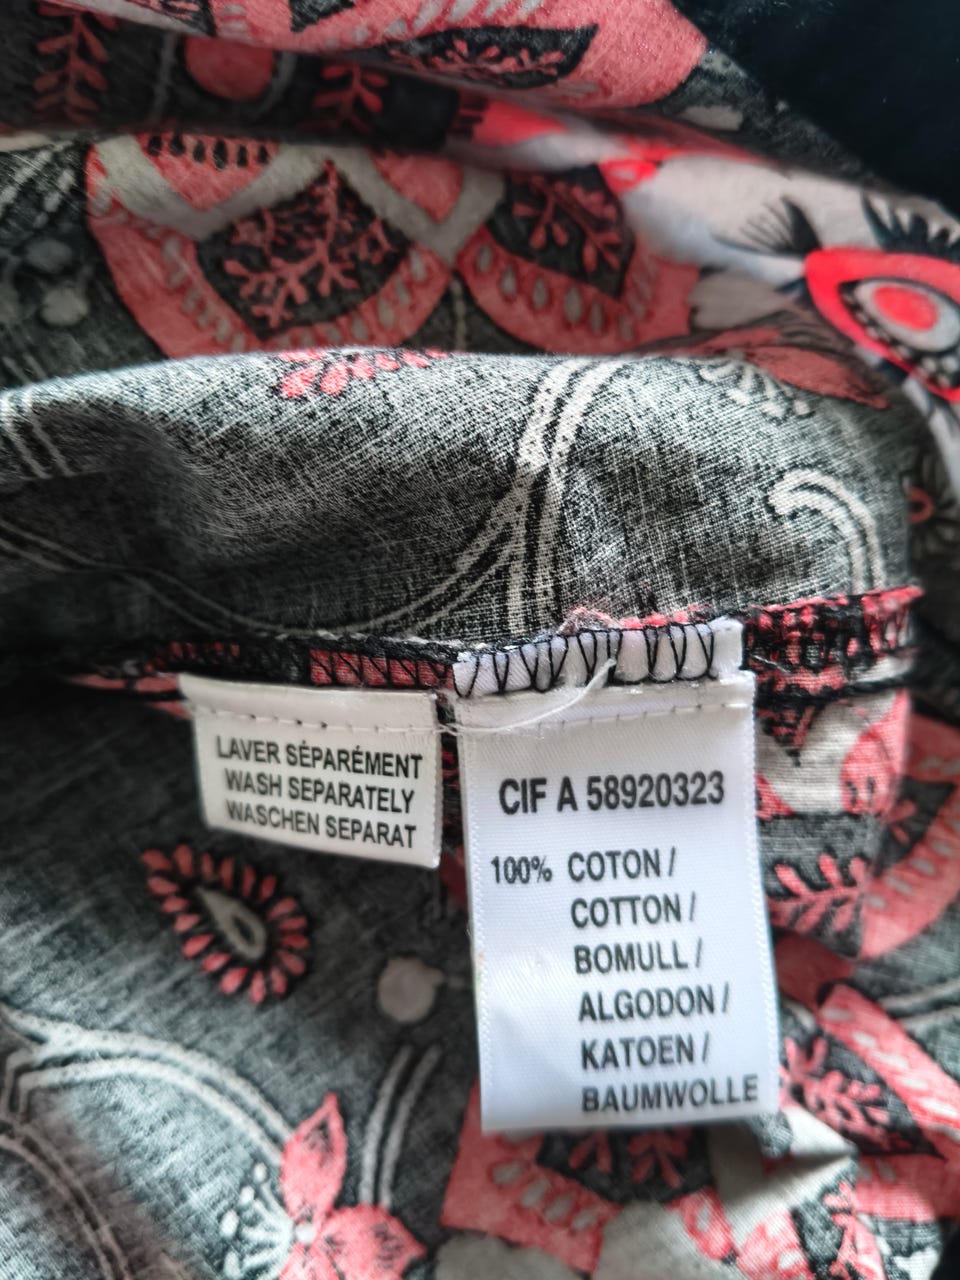 LAVER SÉPARÉMENT
WASH SEPARATELY
WASCHEN SEPARAT
CIF A 58920323
100% COTON /
COTTON /
BOMULL /
ALGODON /
KATOEN /
BAUMWOLLE